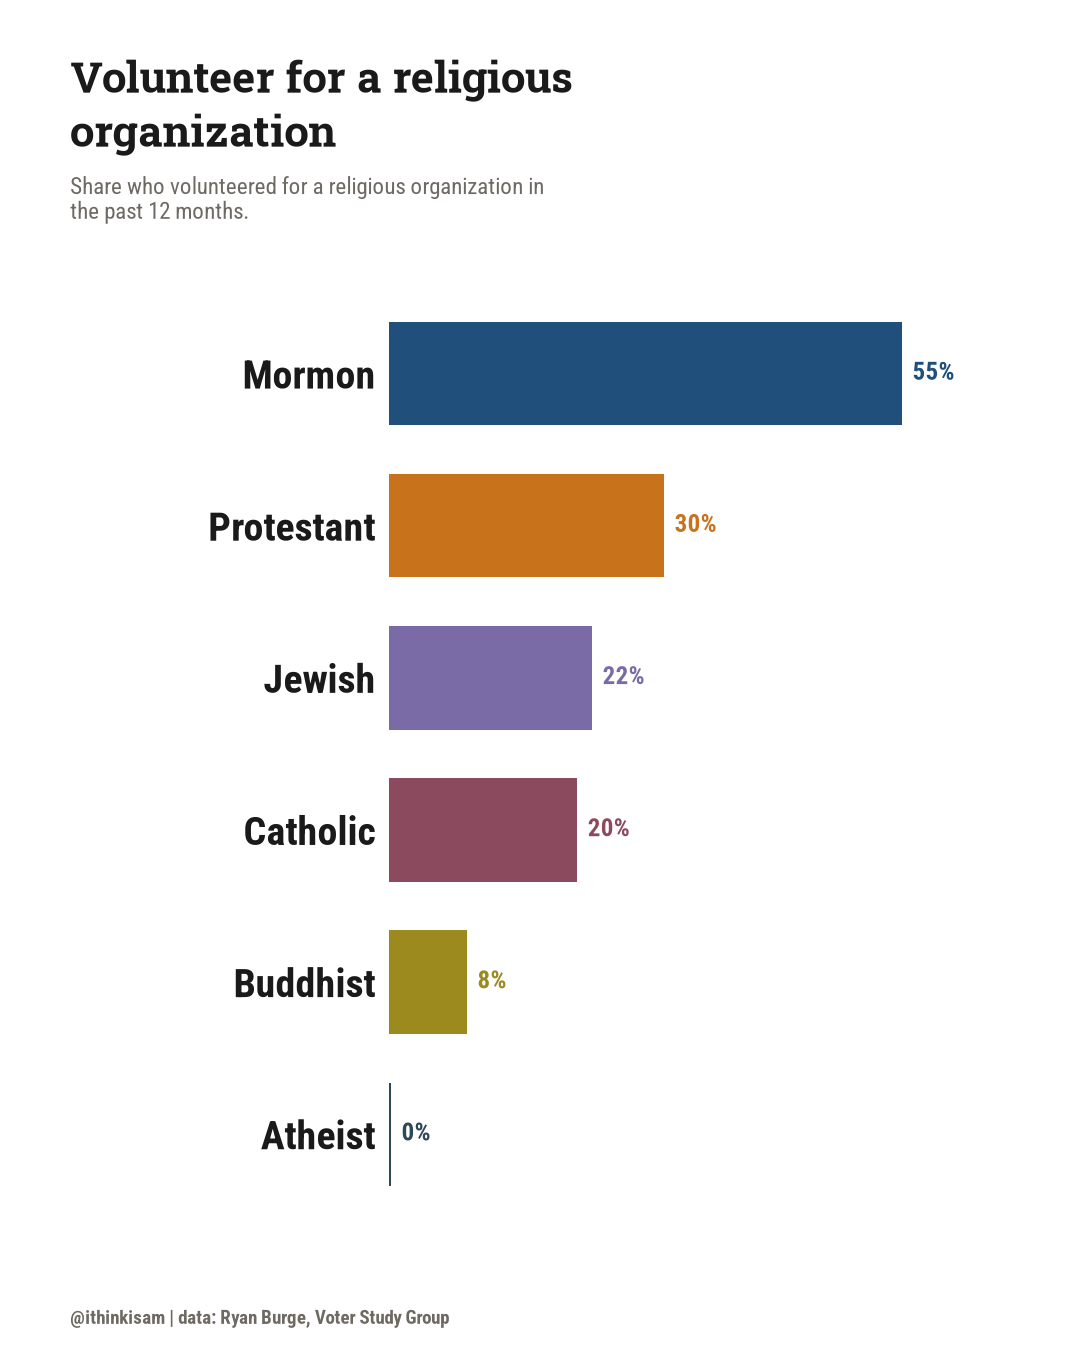 Volunteer for a religious
organization
Share who volunteered for a religious organization in
the past 12 months.
Mormon 55%
Protestant 30%
Jewish 22%
Catholic 20%
Buddhist 8%
Atheist 0%
@ithinkisam | data: Ryan Burge, Voter Study Group